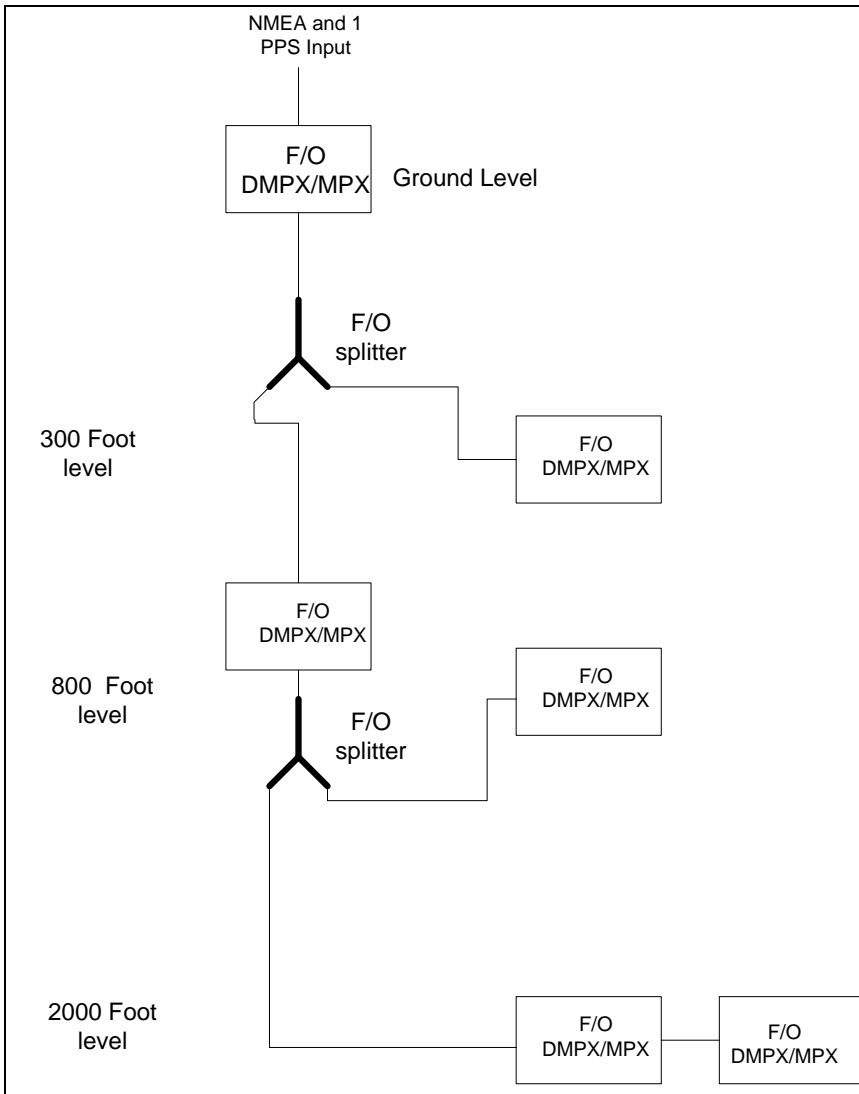 NMEA and 1
PPS Input
F/O
DMPX/MPX
Ground Level
F/O
splitter
300 Foot
level
F/O
DMPX/MPX
F/O
DMPX/MPX
800 Foot
level
F/O
DMPX/MPX
F/O
splitter
2000 Foot
level
F/O
DMPX/MPX
F/O
DMPX/MPX